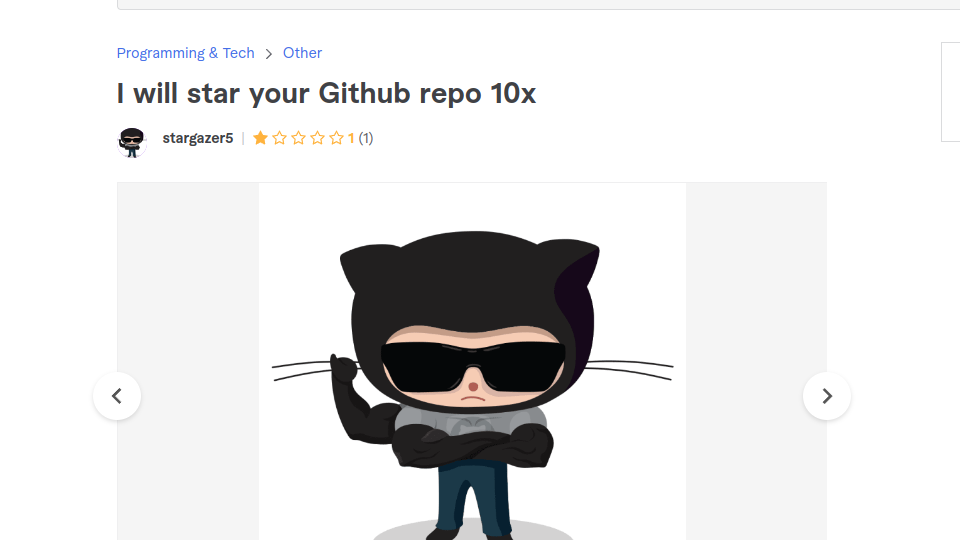 Programming & Tech > Other
I will star your Github repo 10x
stargazer5 | 1 (1)